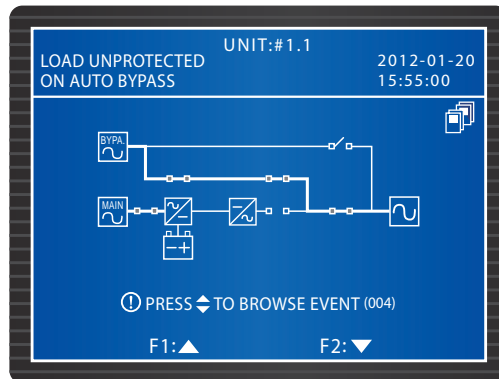 UNIT:#1.1
LOAD UNPROTECTED
ON AUTO BYPASS
2012-01-20
15:55:00
BYPA.
MAIN
! PRESS TO BROWSE EVENT (004)
F1:▲ F2:▼